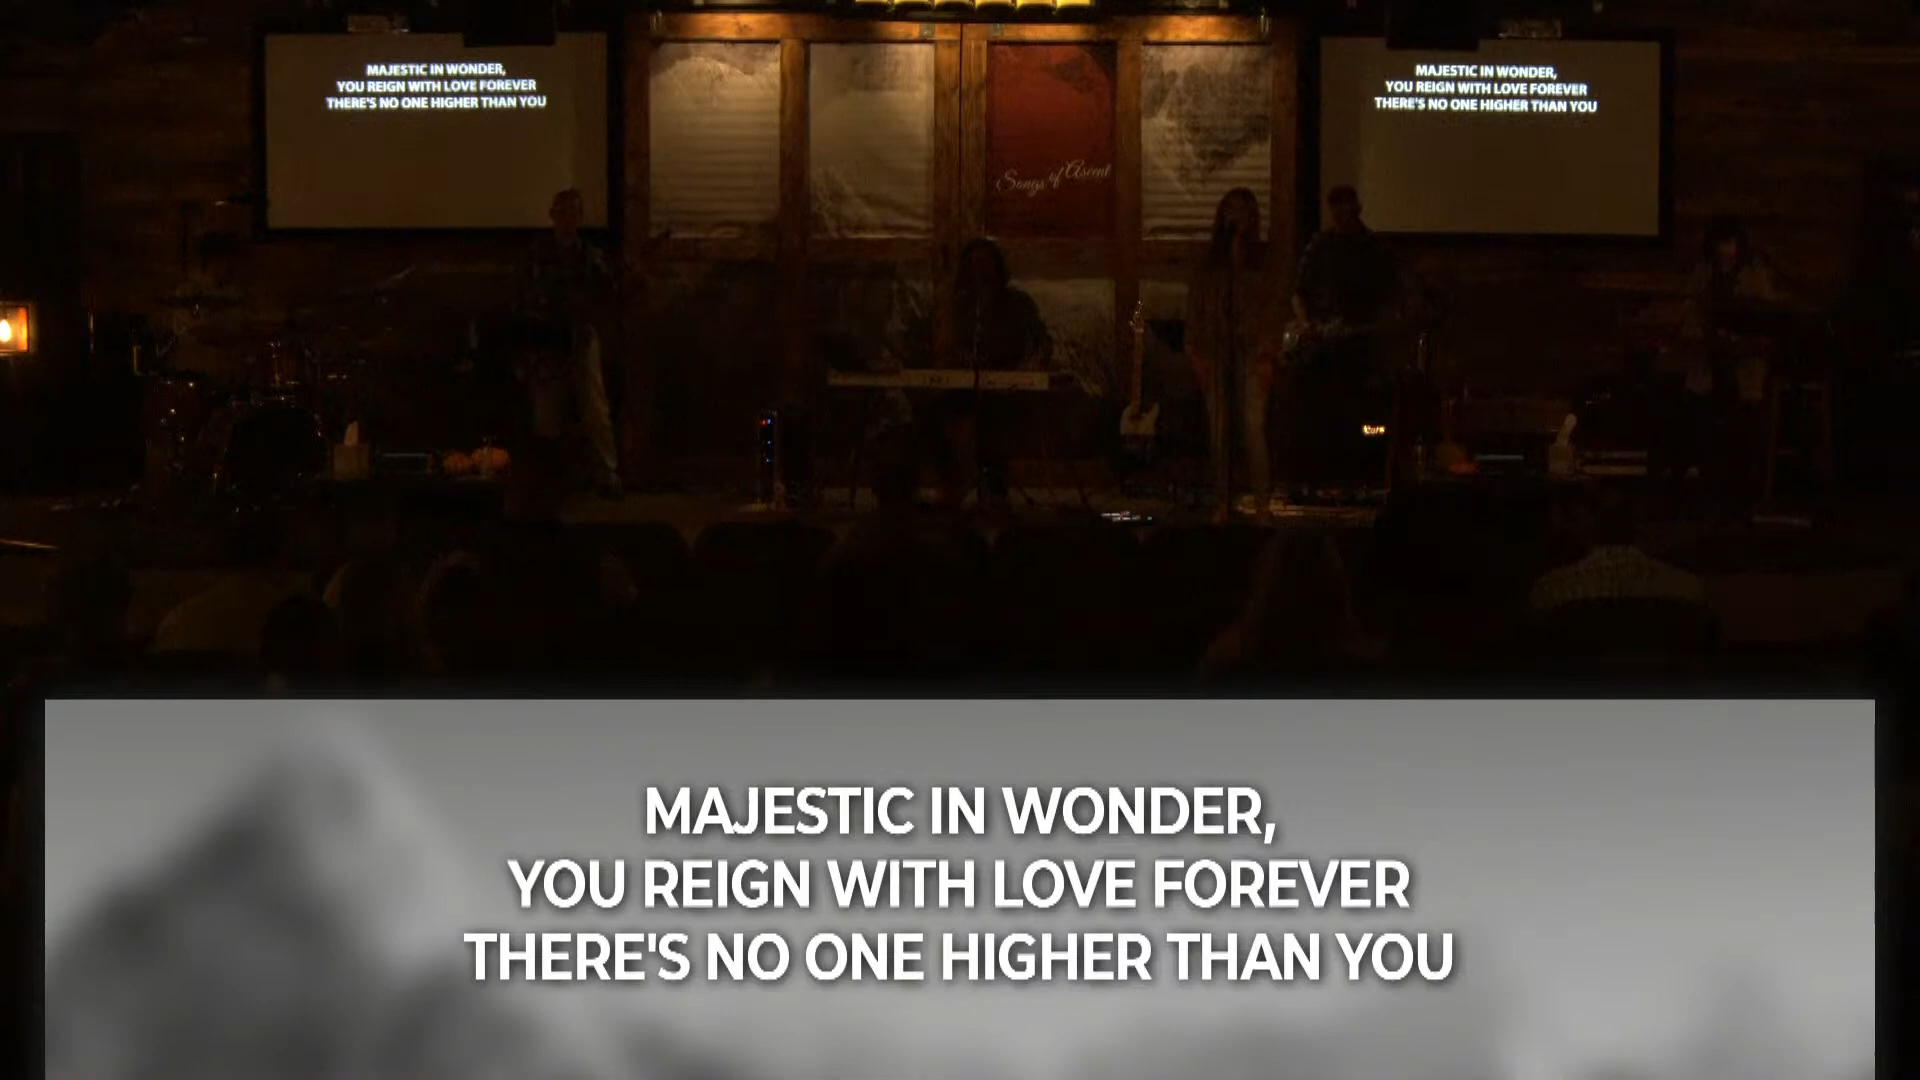 MAJESTIC IN WONDER,
YOU REIGN WITH LOVE FOREVER
THERE'S NO ONE HIGHER THAN YOU
Songs of Ascent
MAJESTIC IN WONDER,
YOU REIGN WITH LOVE FOREVER
THERE'S NO ONE HIGHER THAN YOU
MAJESTIC IN WONDER,
YOU REIGN WITH LOVE FOREVER
THERE'S NO ONE HIGHER THAN YOU